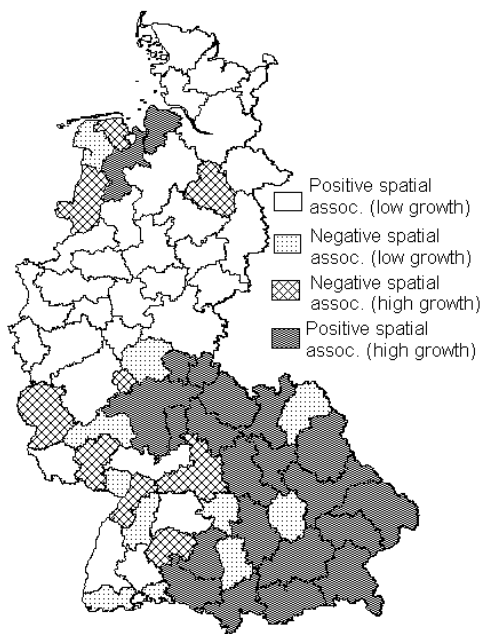 Positive spatial
assoc. (low growth)
Negative spatial
assoc. (low growth)
Negative spatial
assoc. (high growth)
Positive spatial
assoc. (high growth)